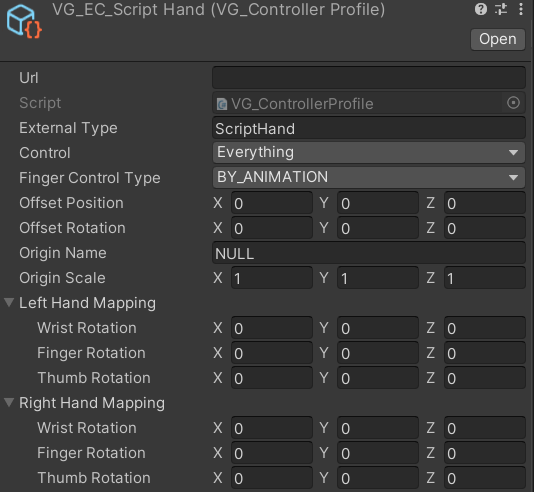 VG_EC_Script Hand (VG_Controller Profile)
Open
Url
Script VG_ControllerProfile
External Type ScriptHand
Control Everything
Finger Control Type BY_ANIMATION
Offset Position X 0 Y 0 Z 0
Offset Rotation X 0 Y 0 Z 0
Origin Name NULL
Origin Scale X 1 Y 1 Z 1
Left Hand Mapping
Wrist Rotation X 0 Y 0 Z 0
Finger Rotation X 0 Y 0 Z 0
Thumb Rotation X 0 Y 0 Z 0
Right Hand Mapping
Wrist Rotation X 0 Y 0 Z 0
Finger Rotation X 0 Y 0 Z 0
Thumb Rotation X 0 Y 0 Z 0